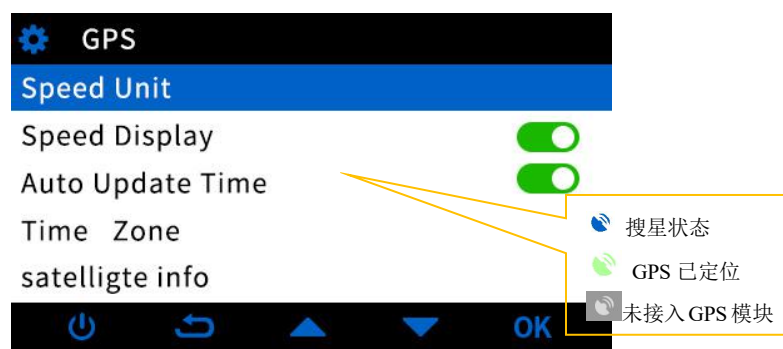 GPS
Speed Unit
Speed Display
Auto Update Time
Time Zone
satelligte info
OK
搜星状态
GPS 已定位
未接入GPS模块